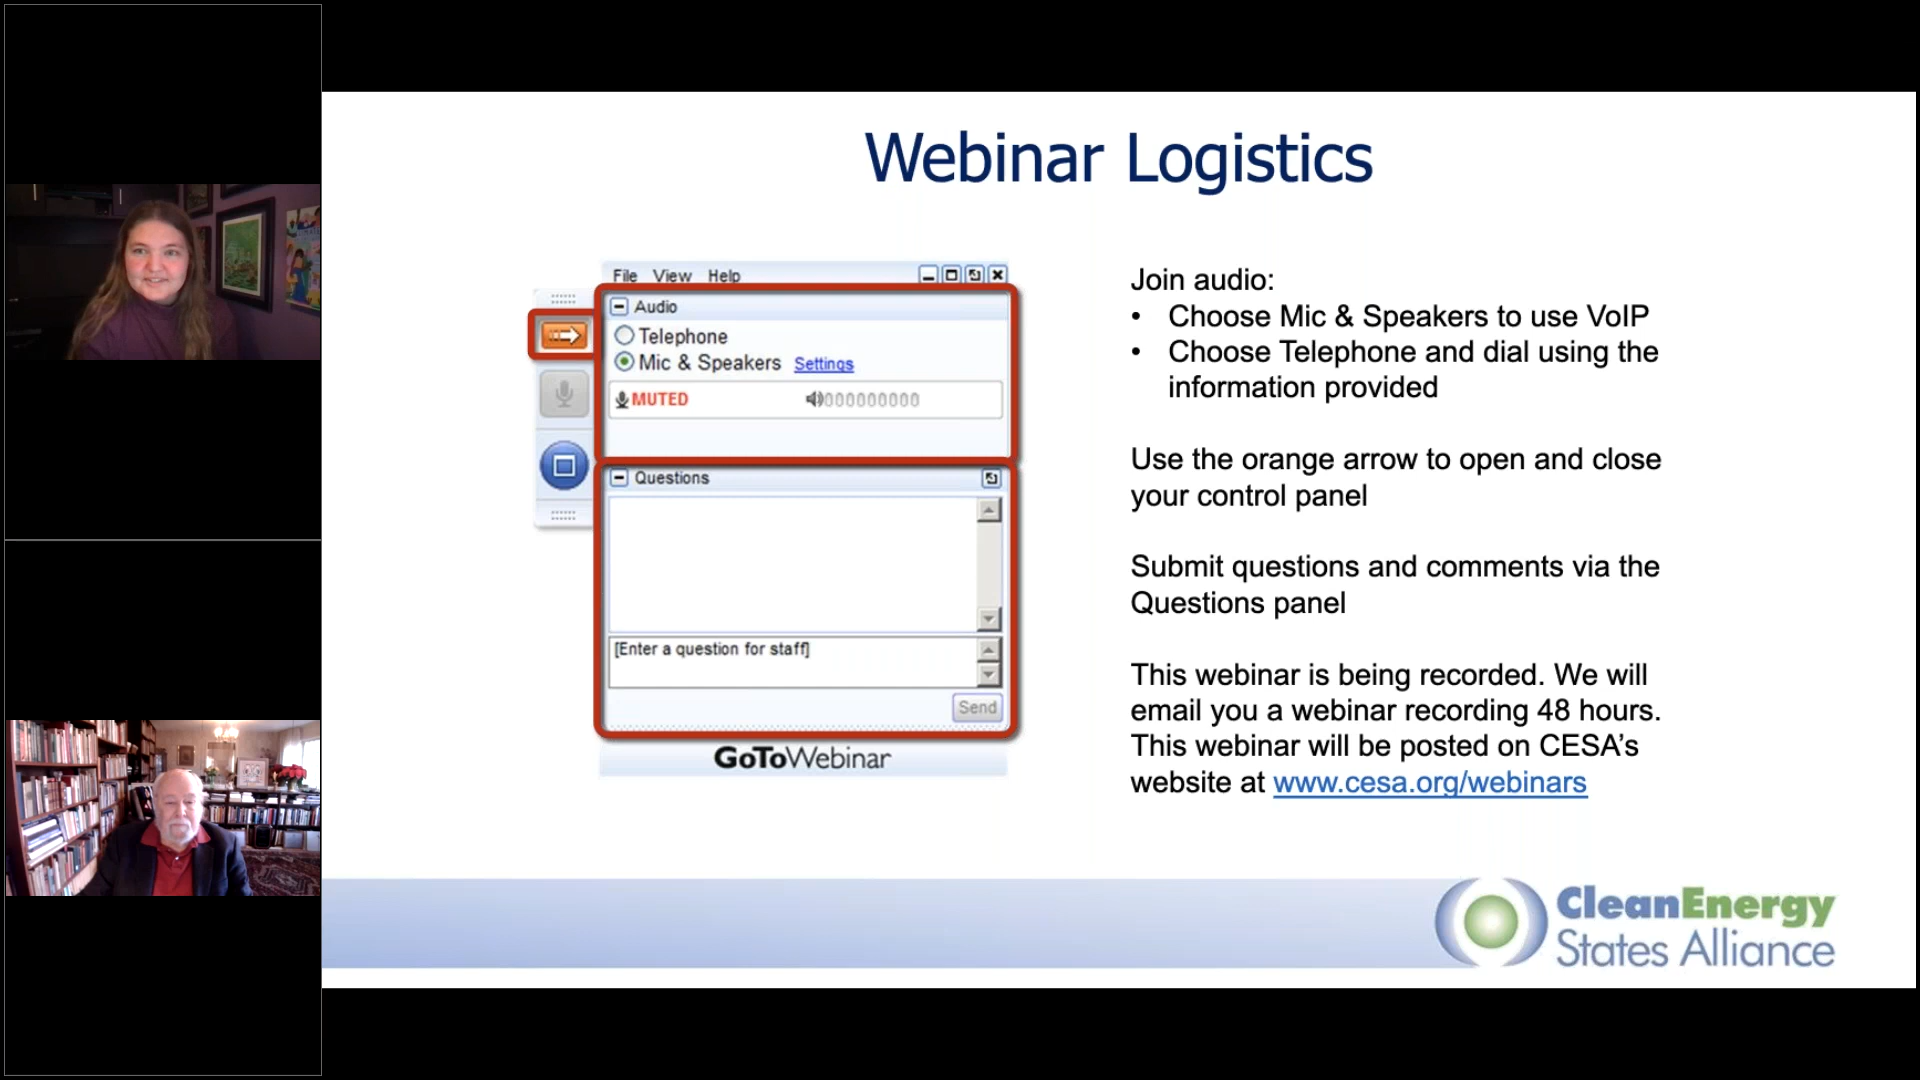 Webinar Logistics
File View Help
Audio
Telephone
Mic & Speakers Settings
MUTED
Questions
[Enter a question for staff]
Send
GoToWebinar
Join audio:
• Choose Mic & Speakers to use VoIP
• Choose Telephone and dial using the
information provided
Use the orange arrow to open and close
your control panel
Submit questions and comments via the
Questions panel
This webinar is being recorded. We will
email you a webinar recording 48 hours.
This webinar will be posted on CESA's
website at www.cesa.org/webinars
CleanEnergy
States Alliance